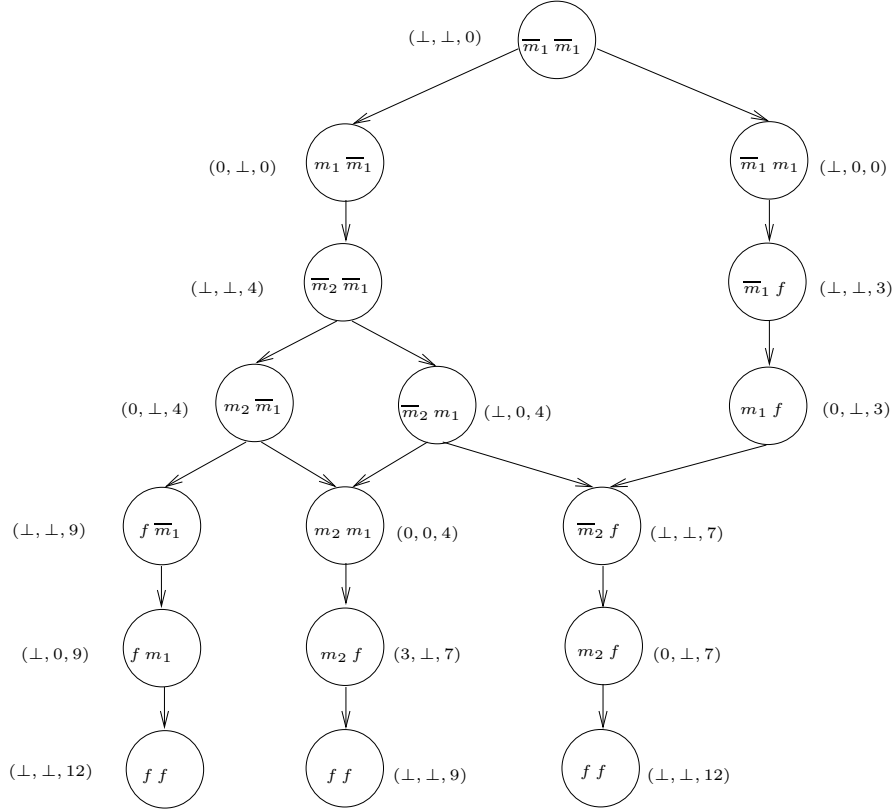 (⊥, ⊥, 0) m̅₁ m̅₁
(0, ⊥, 0) m₁ m̅₁ m̅₁ m₁ (⊥, 0, 0)
(⊥, ⊥, 4) m̅₂ m̅₁ m̅₁ f (⊥, ⊥, 3)
(0, ⊥, 4) m₂ m̅₁ m̅₂ m₁ (⊥, 0, 4) m₁ f (0, ⊥, 3)
(⊥, ⊥, 9) f m̅₁ m₂ m₁ (0, 0, 4) m̅₂ f (⊥, ⊥, 7)
(⊥, 0, 9) f m₁ m₂ f (3, ⊥, 7) m₂ f (0, ⊥, 7)
(⊥, ⊥, 12) f f f f (⊥, ⊥, 9) f f (⊥, ⊥, 12)